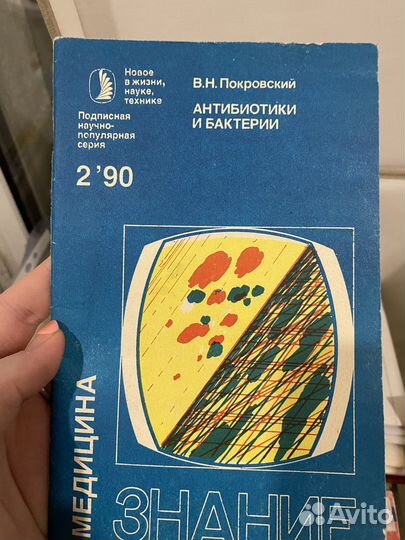 Новое
в жизни,
науке,
технике
Подписная
научно-
популярная
серия
2'90
В.Н.Покровский
АНТИБИОТИКИ
И БАКТЕРИИ
МЕДИЦИНА
ЗНАНИЕ
Avito